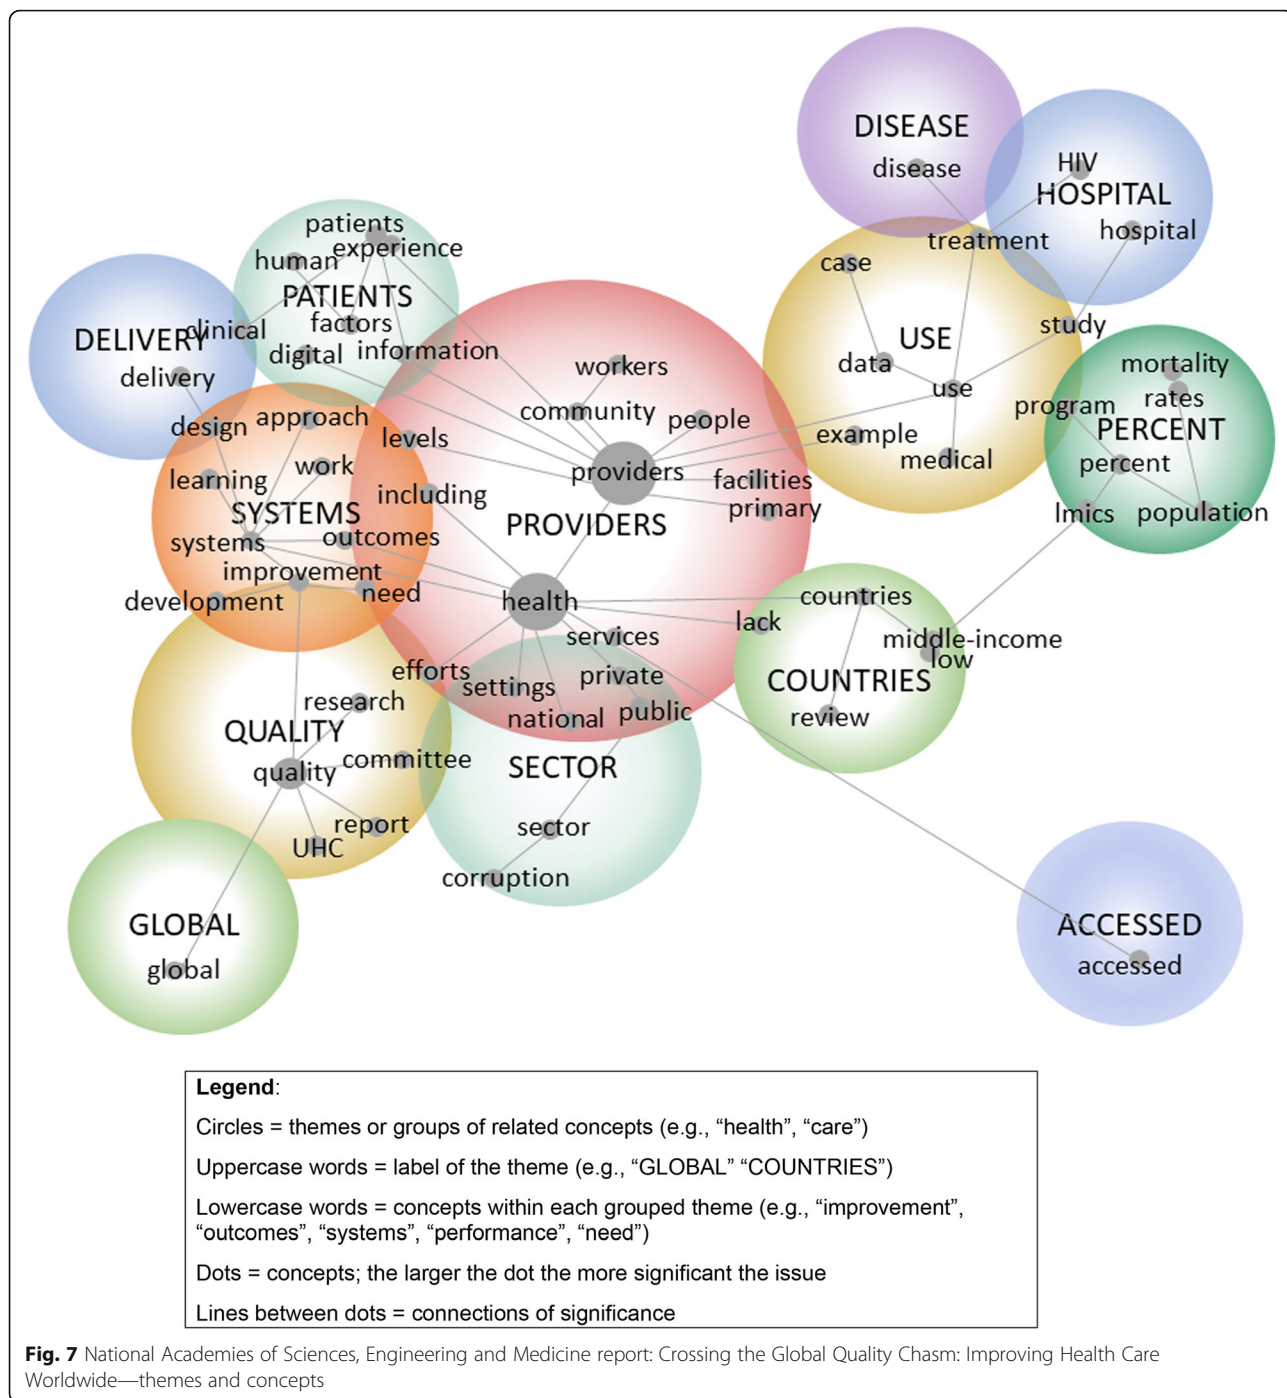 DISEASE
disease
HIV
HOSPITAL
hospital
treatment
case
USE
study
data
use
example
medical
mortality
rates
program
PERCENT
percent
lmics
population
patients
experience
human
PATIENTS
factors
clinical
digital
information
DELIVERY
delivery
design
approach
learning
work
SYSTEMS
systems
outcomes
improvement
development
need
levels
including
workers
community
people
providers
facilities
primary
PROVIDERS
health
services
lack
countries
middle-income
low
COUNTRIES
review
efforts
settings
private
national
public
research
QUALITY
quality
committee
report
UHC
SECTOR
sector
corruption
GLOBAL
global
ACCESSED
accessed
Legend:
Circles = themes or groups of related concepts (e.g., “health”, “care”)
Uppercase words = label of the theme (e.g., “GLOBAL” “COUNTRIES”)
Lowercase words = concepts within each grouped theme (e.g., “improvement”,
“outcomes”, “systems”, “performance”, “need”)
Dots = concepts; the larger the dot the more significant the issue
Lines between dots = connections of significance
Fig. 7 National Academies of Sciences, Engineering and Medicine report: Crossing the Global Quality Chasm: Improving Health Care
Worldwide—themes and concepts